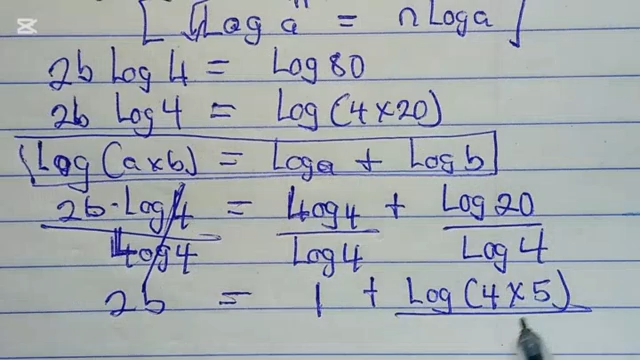 [ Log aⁿ = n Log a ]
2b Log 4 = Log 80
2b Log 4 = Log (4 × 20)
Log (a × b) = Log a + Log b
2b · Log 4 / Log 4 = Log 4 / Log 4 + Log 20 / Log 4
2b = 1 + Log (4 × 5)